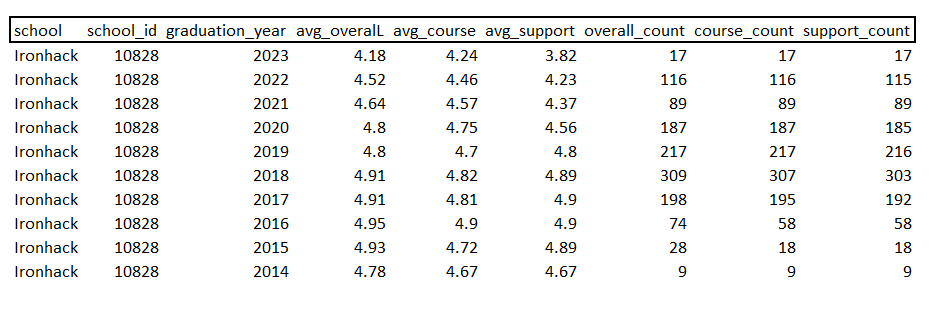 school school_id graduation_year avg_overalL avg_course avg_support overall_count course_count support_count
Ironhack 10828 2023 4.18 4.24 3.82 17 17 17
Ironhack 10828 2022 4.52 4.46 4.23 116 116 115
Ironhack 10828 2021 4.64 4.57 4.37 89 89 89
Ironhack 10828 2020 4.8 4.75 4.56 187 187 185
Ironhack 10828 2019 4.8 4.7 4.8 217 217 216
Ironhack 10828 2018 4.91 4.82 4.89 309 307 303
Ironhack 10828 2017 4.91 4.81 4.9 198 195 192
Ironhack 10828 2016 4.95 4.9 4.9 74 58 58
Ironhack 10828 2015 4.93 4.72 4.89 28 18 18
Ironhack 10828 2014 4.78 4.67 4.67 9 9 9